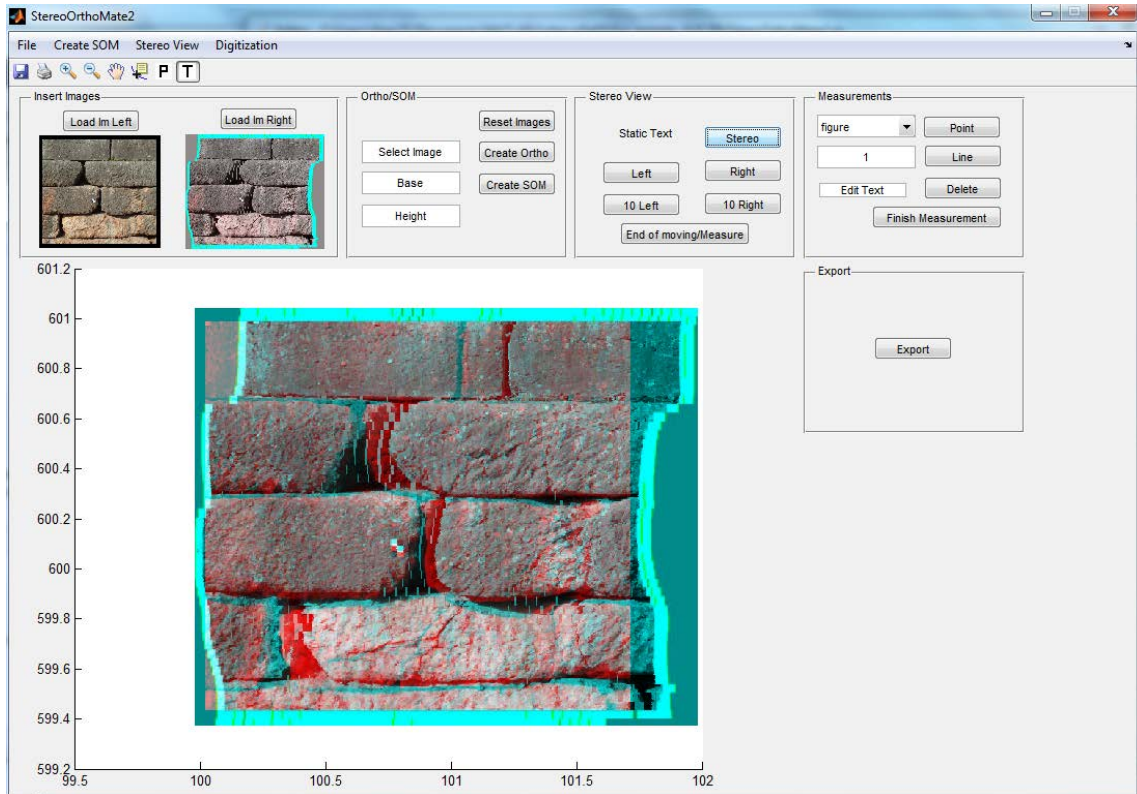 StereoOrthoMate2
File Create SOM Stereo View Digitization
P T
Insert Images
Load Im Left
Load Im Right
Ortho/SOM
Reset Images
Select Image
Create Ortho
Base
Create SOM
Height
Stereo View
Static Text
Stereo
Left
Right
10 Left
10 Right
End of moving/Measure
Measurements
figure
Point
1
Line
Edit Text
Delete
Finish Measurement
Export
Export
601.2
601
600.8
600.6
600.4
600.2
600
599.8
599.6
599.4
599.2
99.5 100 100.5 101 101.5 102